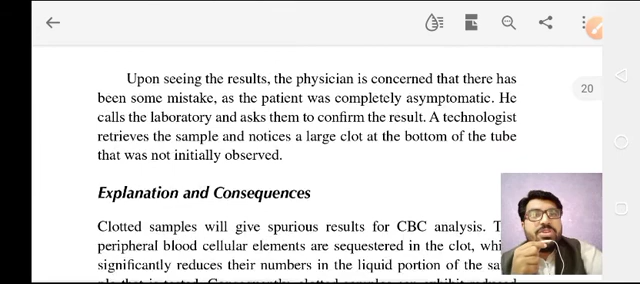 Upon seeing the results, the physician is concerned that there has
been some mistake, as the patient was completely asymptomatic. He
calls the laboratory and asks them to confirm the result. A technologist
retrieves the sample and notices a large clot at the bottom of the tube
that was not initially observed.
20
Explanation and Consequences
Clotted samples will give spurious results for CBC analysis.
peripheral blood cellular elements are sequestered in the clot,
significantly reduces their numbers in the liquid portion of the